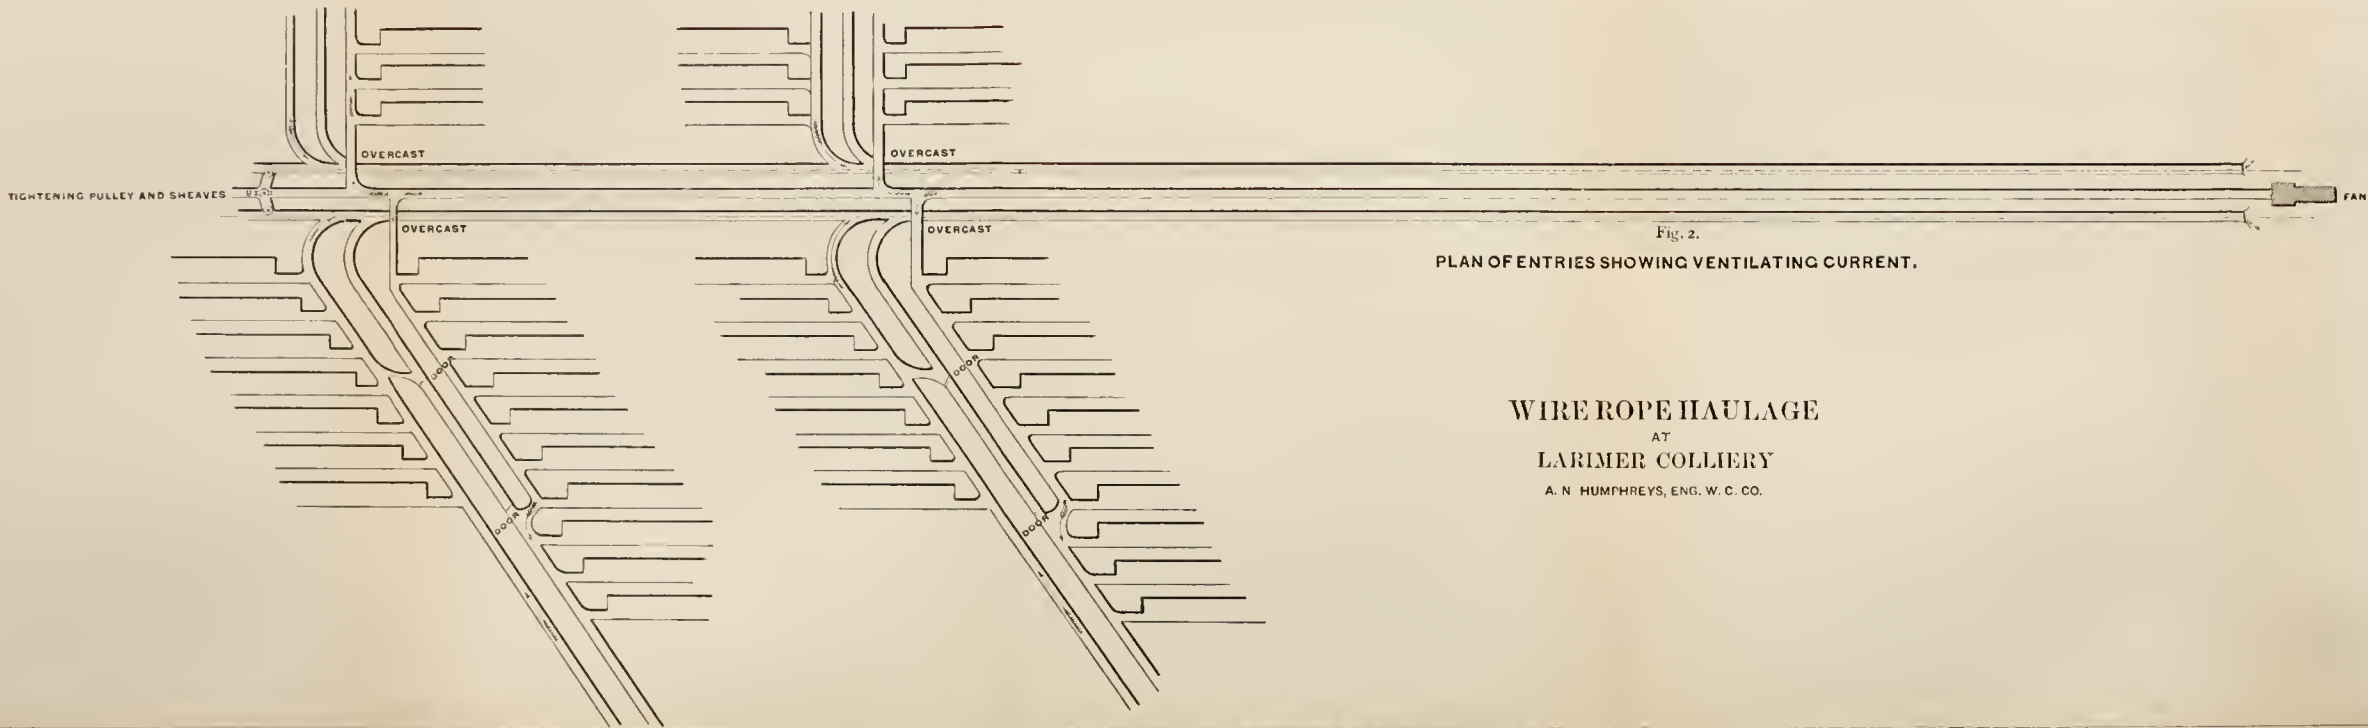 OVERCAST
OVERCAST
TIGHTENING PULLEY AND SHEAVES
FAN
OVERCAST
OVERCAST
Fig. 2.
PLAN OF ENTRIES SHOWING VENTILATING CURRENT.
DOOR
DOOR
WIRE ROPE HAULAGE
AT
LARIMER COLLIERY
A. N HUMPHREYS, ENG. W. C. CO.
DOOR
DOOR